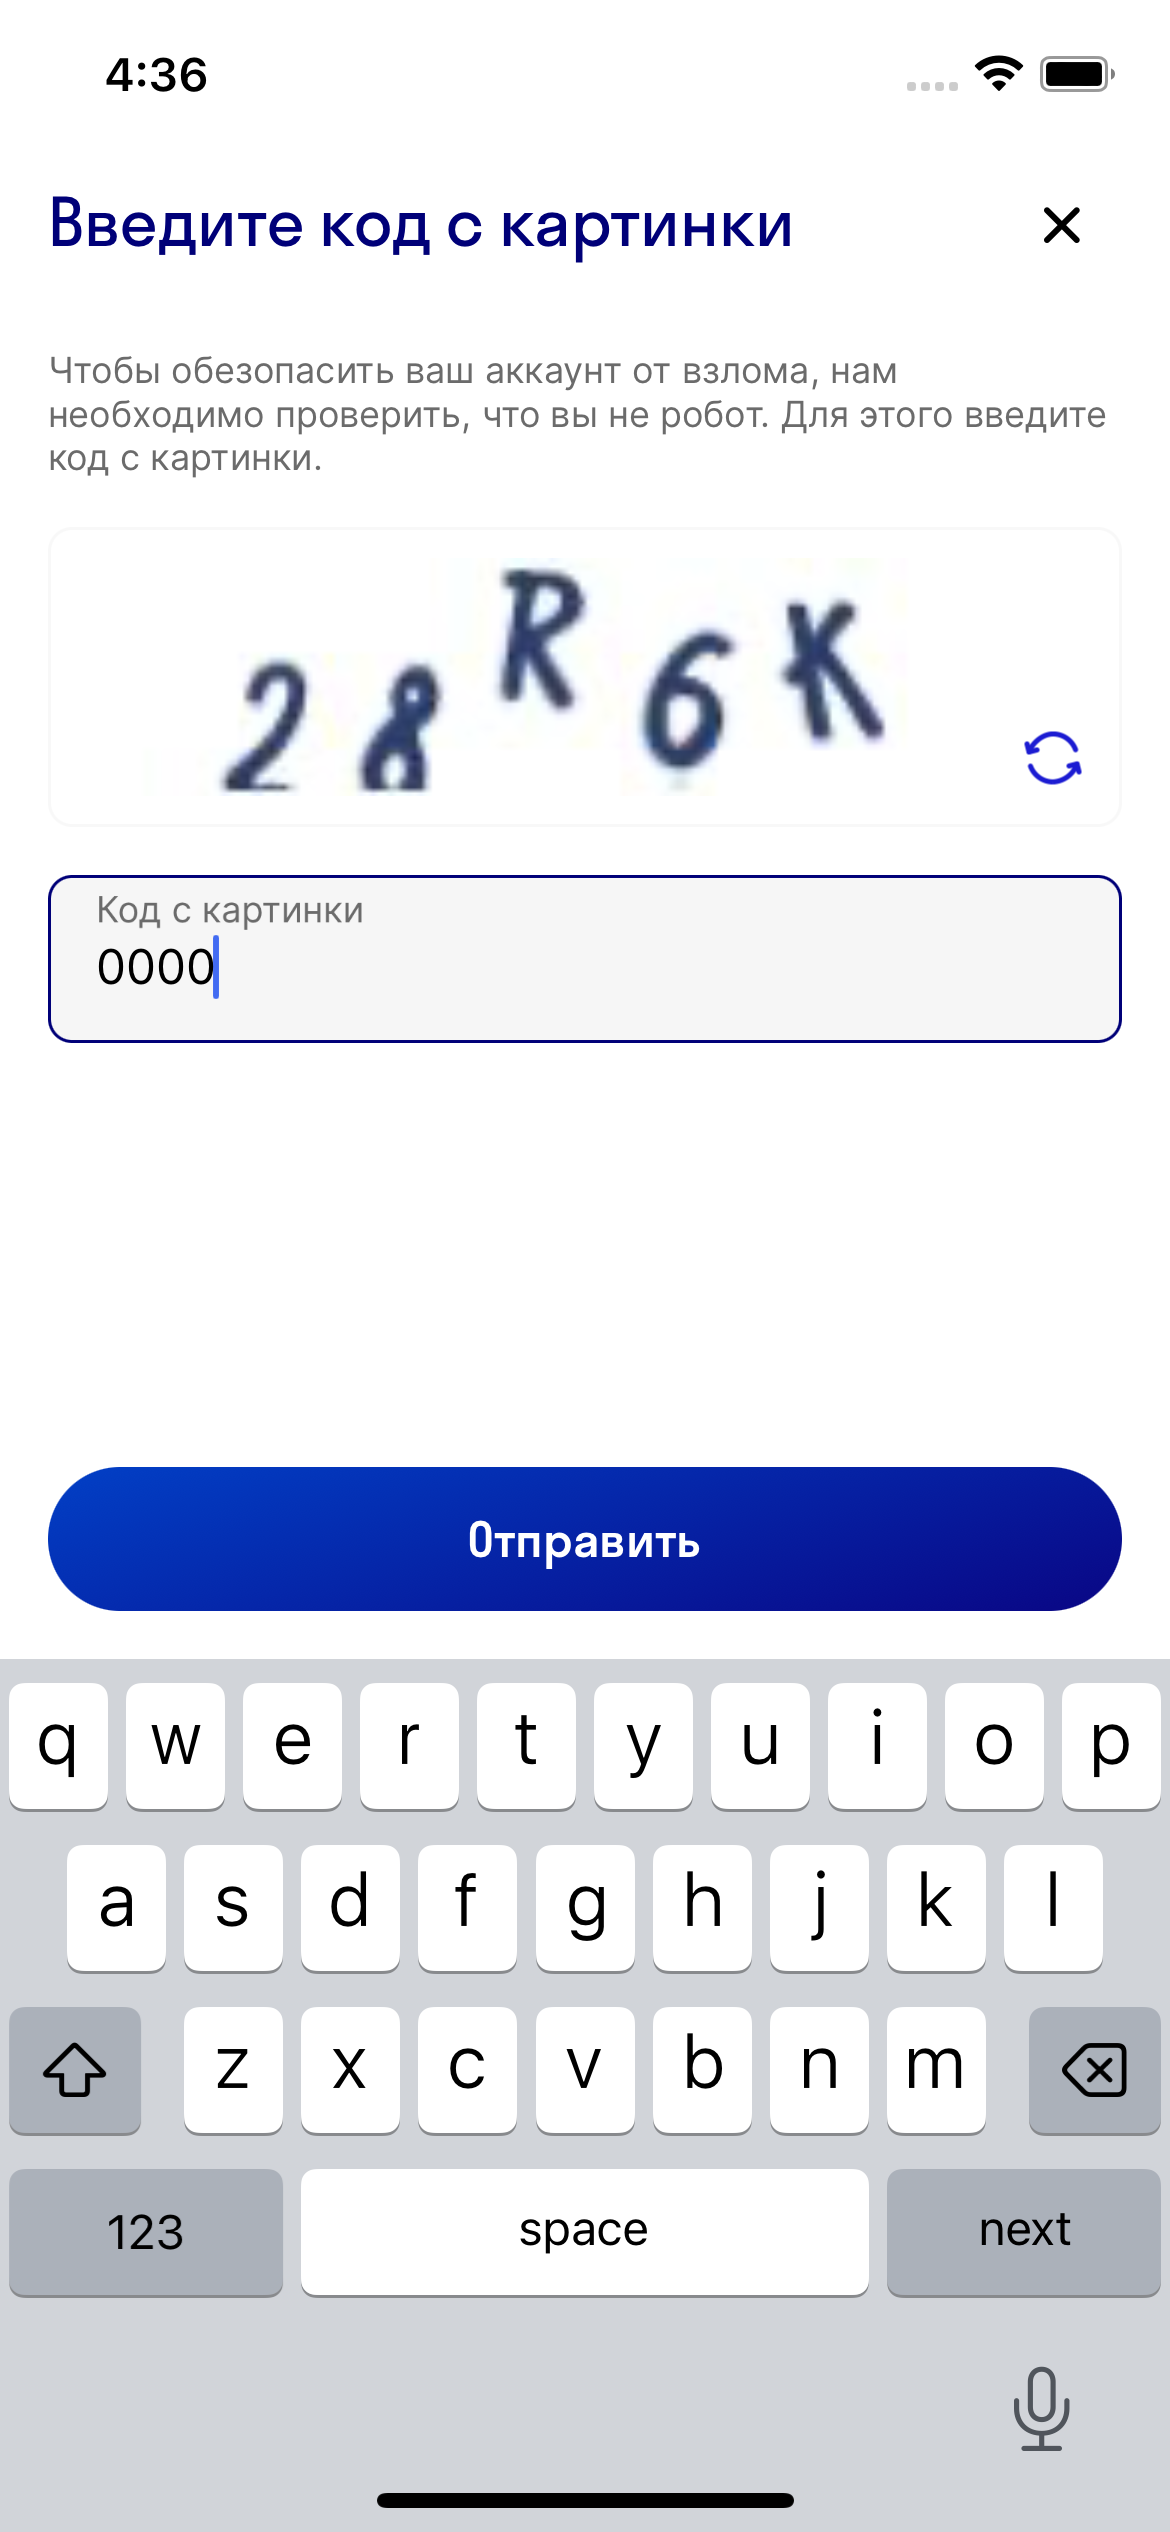 4:36
Введите код с картинки
Чтобы обезопасить ваш аккаунт от взлома, нам
необходимо проверить, что вы не робот. Для этого введите
код с картинки.
28R6K
Код с картинки
0000
Отправить
q w e r t y u i o p
a s d f g h j k l
z x c v b n m
123 space next